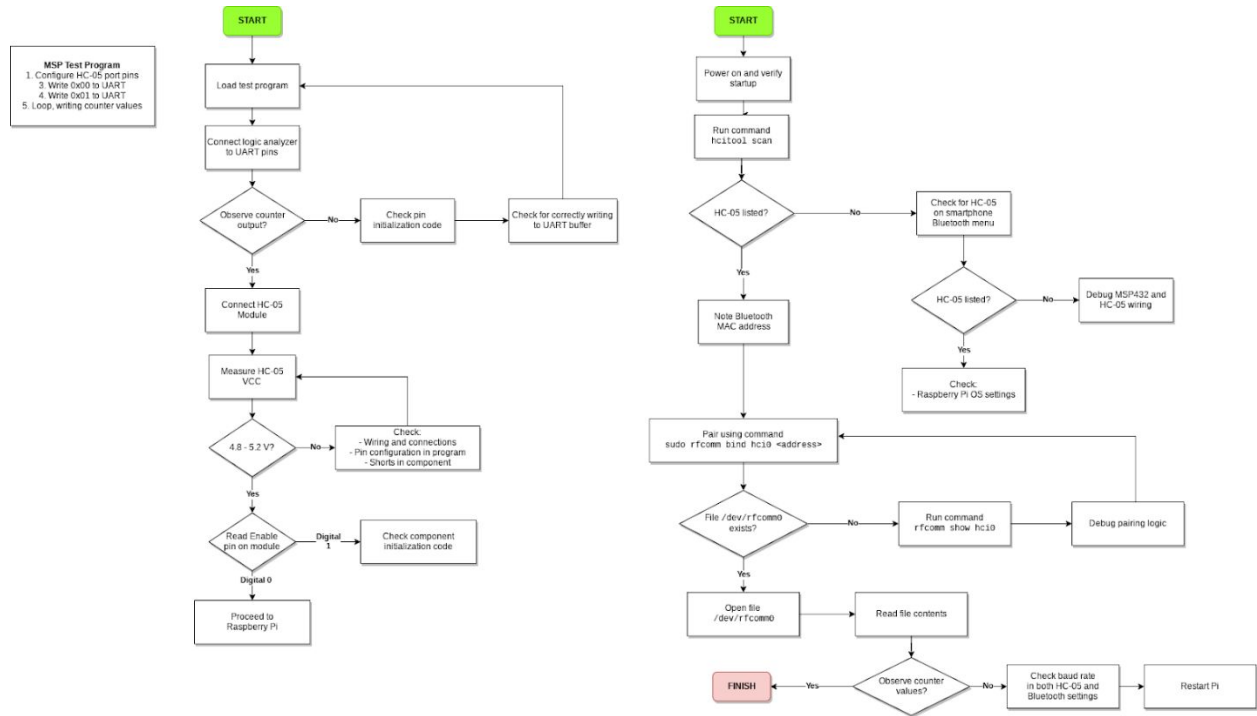 MSP Test Program
1. Configure HC-05 port pins
3. Write 0x00 to UART
4. Write 0x01 to UART
5. Loop, writing counter values
START
Load test program
Connect logic analyzer
to UART pins
Observe counter
output?
No
Check pin
initialization code
Check for correctly writing
to UART buffer
Yes
Connect HC-05
Module
Measure HC-05
VCC
4.8 - 5.2 V?
No
Check:
- Wiring and connections
- Pin configuration in program
- Shorts in component
Yes
Read Enable
pin on module
Digital
1
Check component
initialization code
Digital 0
Proceed to
Raspberry Pi
START
Power on and verify
startup
Run command
hcitool scan
HC-05 listed?
No
Check for HC-05
on smartphone
Bluetooth menu
HC-05 listed?
No
Debug MSP432 and
HC-05 wiring
Yes
Check:
- Raspberry Pi OS settings
Yes
Note Bluetooth
MAC address
Pair using command
sudo rfcomm bind hci0 <address>
File /dev/rfcomm0
exists?
No
Run command
rfcomm show hci0
Debug pairing logic
Yes
Open file
/dev/rfcomm0
Read file contents
Observe counter
values?
Yes
FINISH
No
Check baud rate
in both HC-05 and
Bluetooth settings
Restart Pi